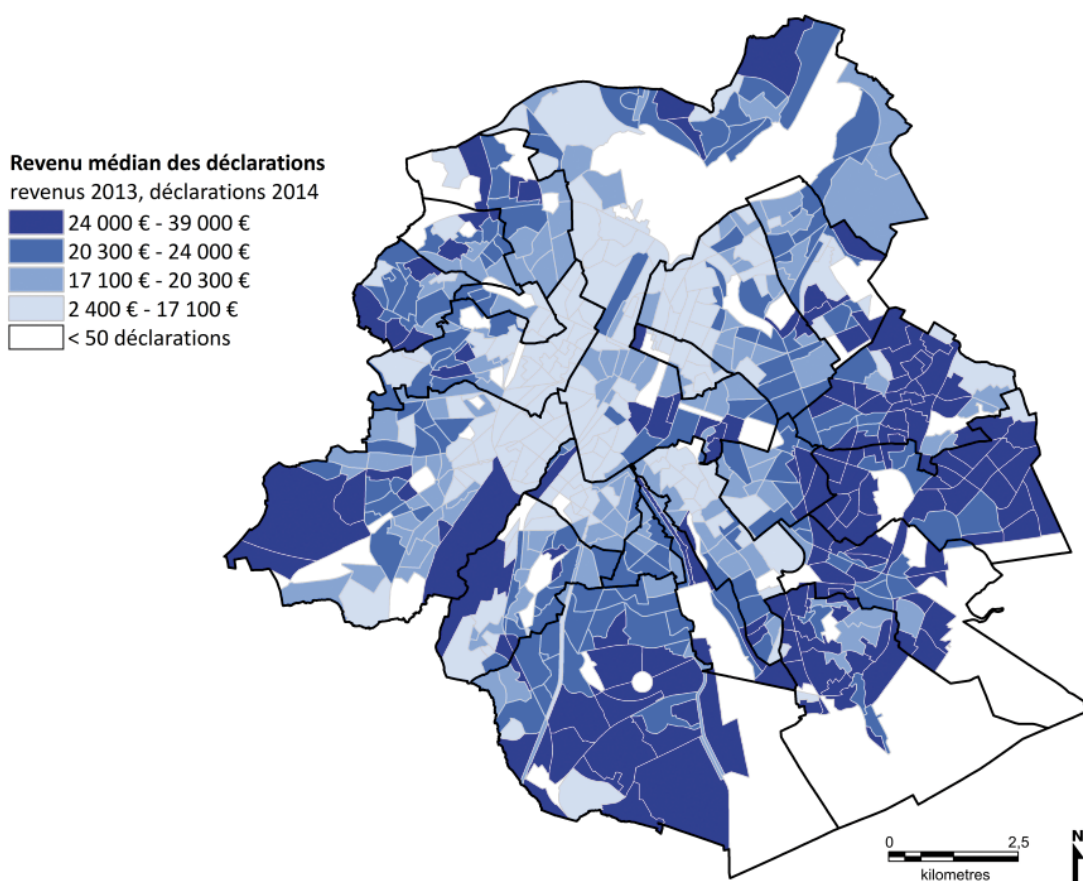 Revenu médian des déclarations
revenus 2013, déclarations 2014
24 000 € - 39 000 €
20 300 € - 24 000 €
17 100 € - 20 300 €
2 400 € - 17 100 €
< 50 déclarations
0 2,5
kilometres
N